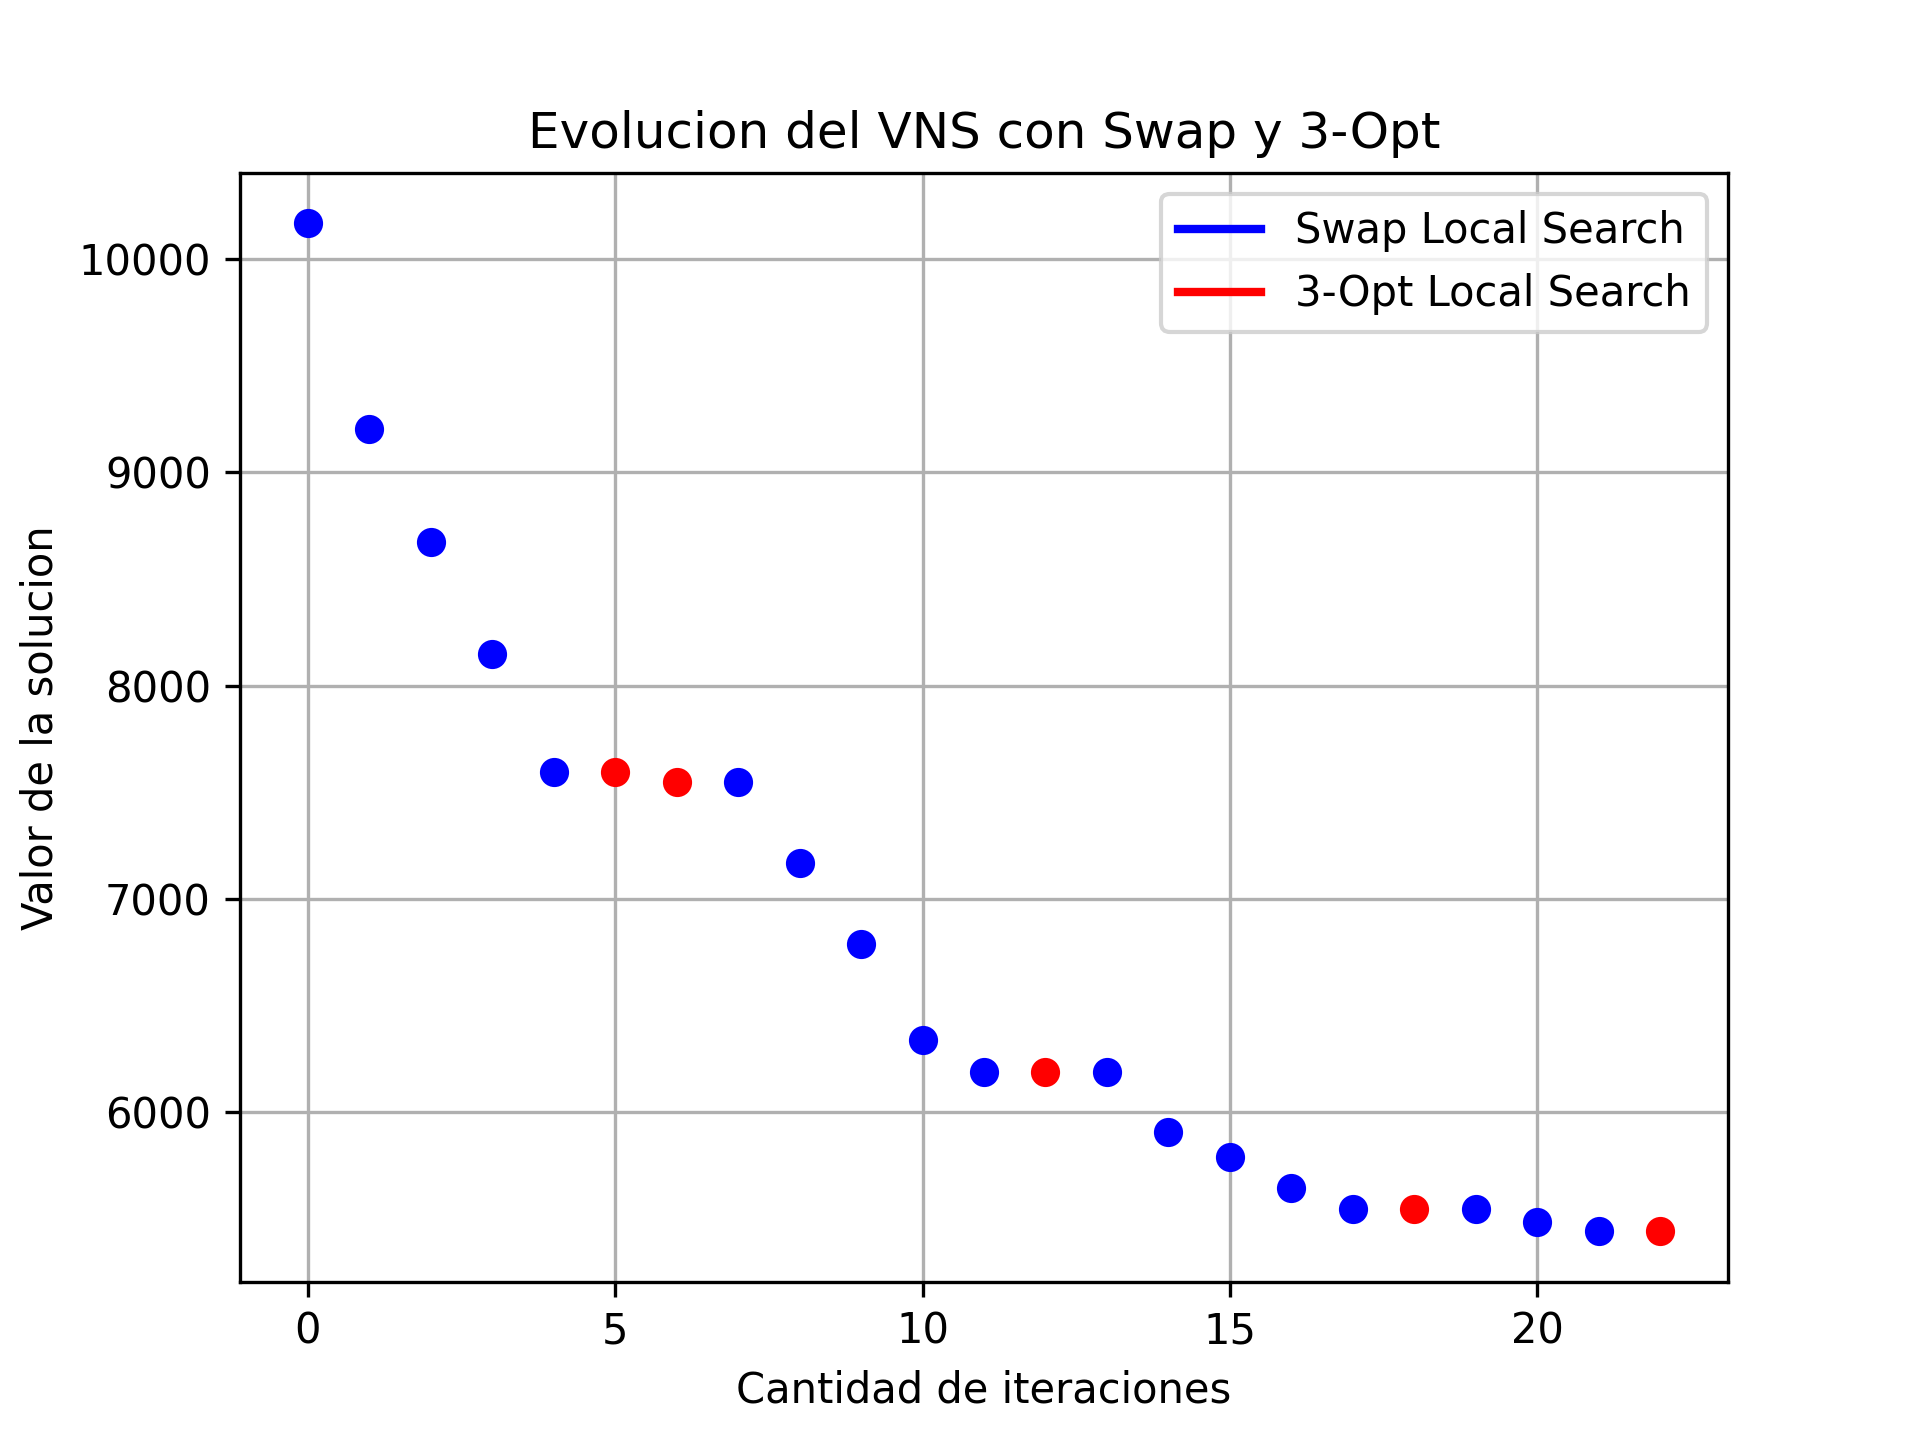 Evolucion del VNS con Swap y 3-Opt
Swap Local Search
3-Opt Local Search
Valor de la solucion
10000
9000
8000
7000
6000
0 5 10 15 20
Cantidad de iteraciones